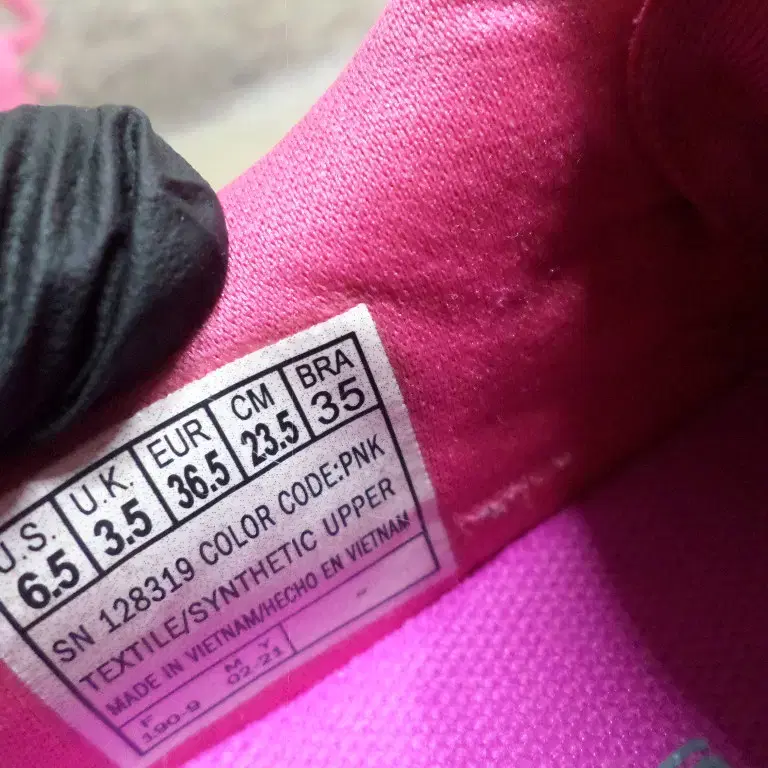 U.S. U.K. EUR CM BRA
6.5 3.5 36.5 23.5 35
SN 128319 COLOR CODE:PNK
TEXTILE/SYNTHETIC UPPER
MADE IN VIETNAM/HECHO EN VIETNAM
F M Y -
190-9 02-21